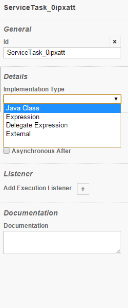 ServiceTask_0ipxatt
General
Id
ServiceTask_0ipxatt
×
Details
Implementation Type
Java Class
Expression
Delegate Expression
External
Asynchronous After
Listener
Add Execution Listener +
Documentation
Documentation